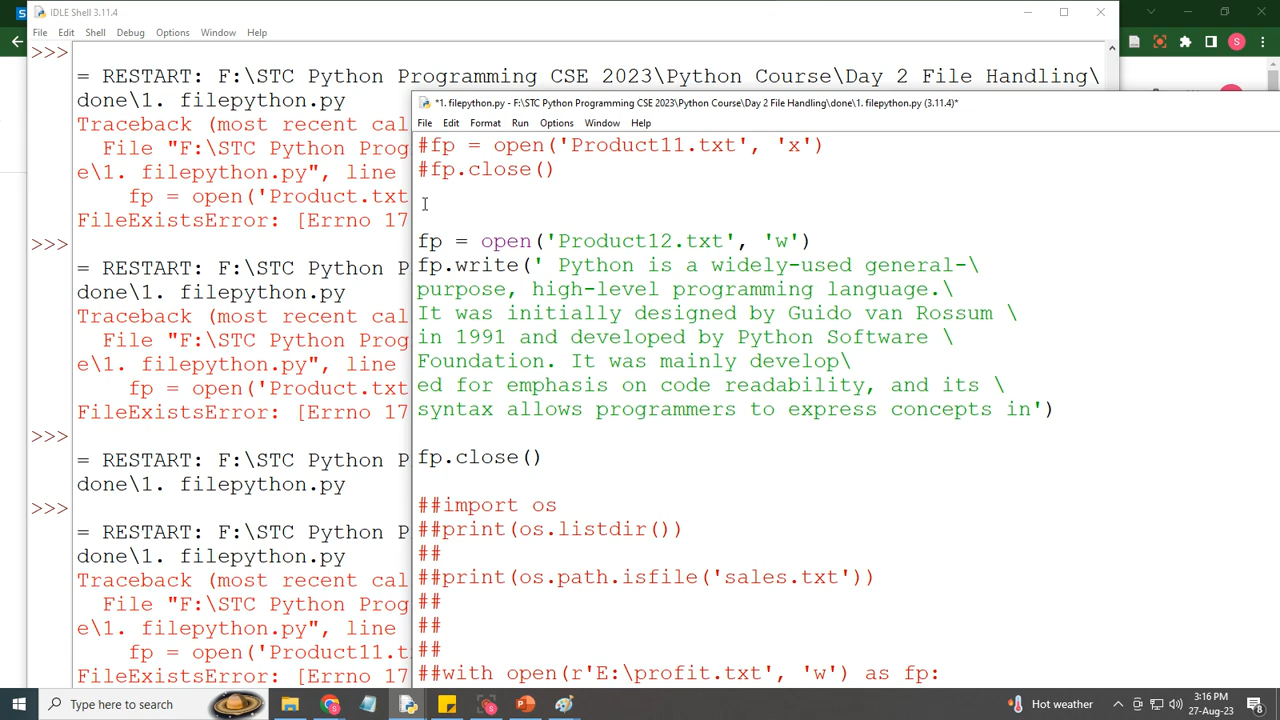 IDLE Shell 3.11.4
File Edit Shell Debug Options Window Help
>>>
= RESTART: F:\STC Python Programming CSE 2023\Python Course\Day 2 File Handling\
done\1. filepython.py
Traceback (most recent cal
File "F:\STC Python Prog
e\1. filepython.py", line
fp = open('Product.txt
FileExistsError: [Errno 17
>>>
= RESTART: F:\STC Python P
done\1. filepython.py
Traceback (most recent cal
File "F:\STC Python Prog
e\1. filepython.py", line
fp = open('Product.txt
FileExistsError: [Errno 17
>>>
= RESTART: F:\STC Python P
done\1. filepython.py
>>>
= RESTART: F:\STC Python P
done\1. filepython.py
Traceback (most recent cal
File "F:\STC Python Prog
e\1. filepython.py", line
fp = open('Product11.t
FileExistsError: [Errno 17
*1. filepython.py - F:\STC Python Programming CSE 2023\Python Course\Day 2 File Handling\done\1. filepython.py (3.11.4)*
File Edit Format Run Options Window Help
#fp = open('Product11.txt', 'x')
#fp.close()
fp = open('Product12.txt', 'w')
fp.write(' Python is a widely-used general-\
purpose, high-level programming language.\
It was initially designed by Guido van Rossum \
in 1991 and developed by Python Software \
Foundation. It was mainly develop\
ed for emphasis on code readability, and its \
syntax allows programmers to express concepts in')
fp.close()
##import os
##print(os.listdir())
##
##print(os.path.isfile('sales.txt'))
##
##
##
##with open(r'E:\profit.txt', 'w') as fp:
S
Type here to search
Hot weather
3:16 PM
27-Aug-23
8